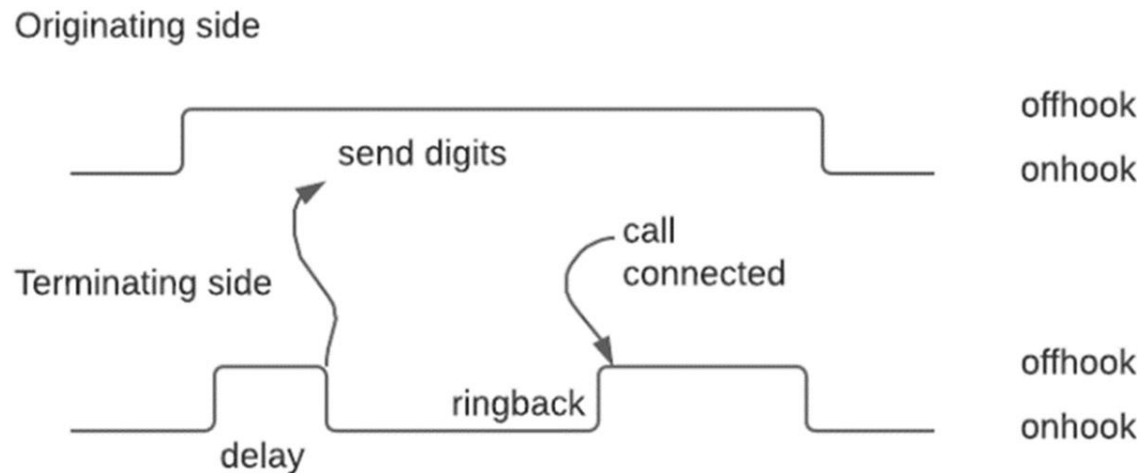 Originating side
offhook
onhook
send digits
call
connected
Terminating side
offhook
onhook
ringback
delay